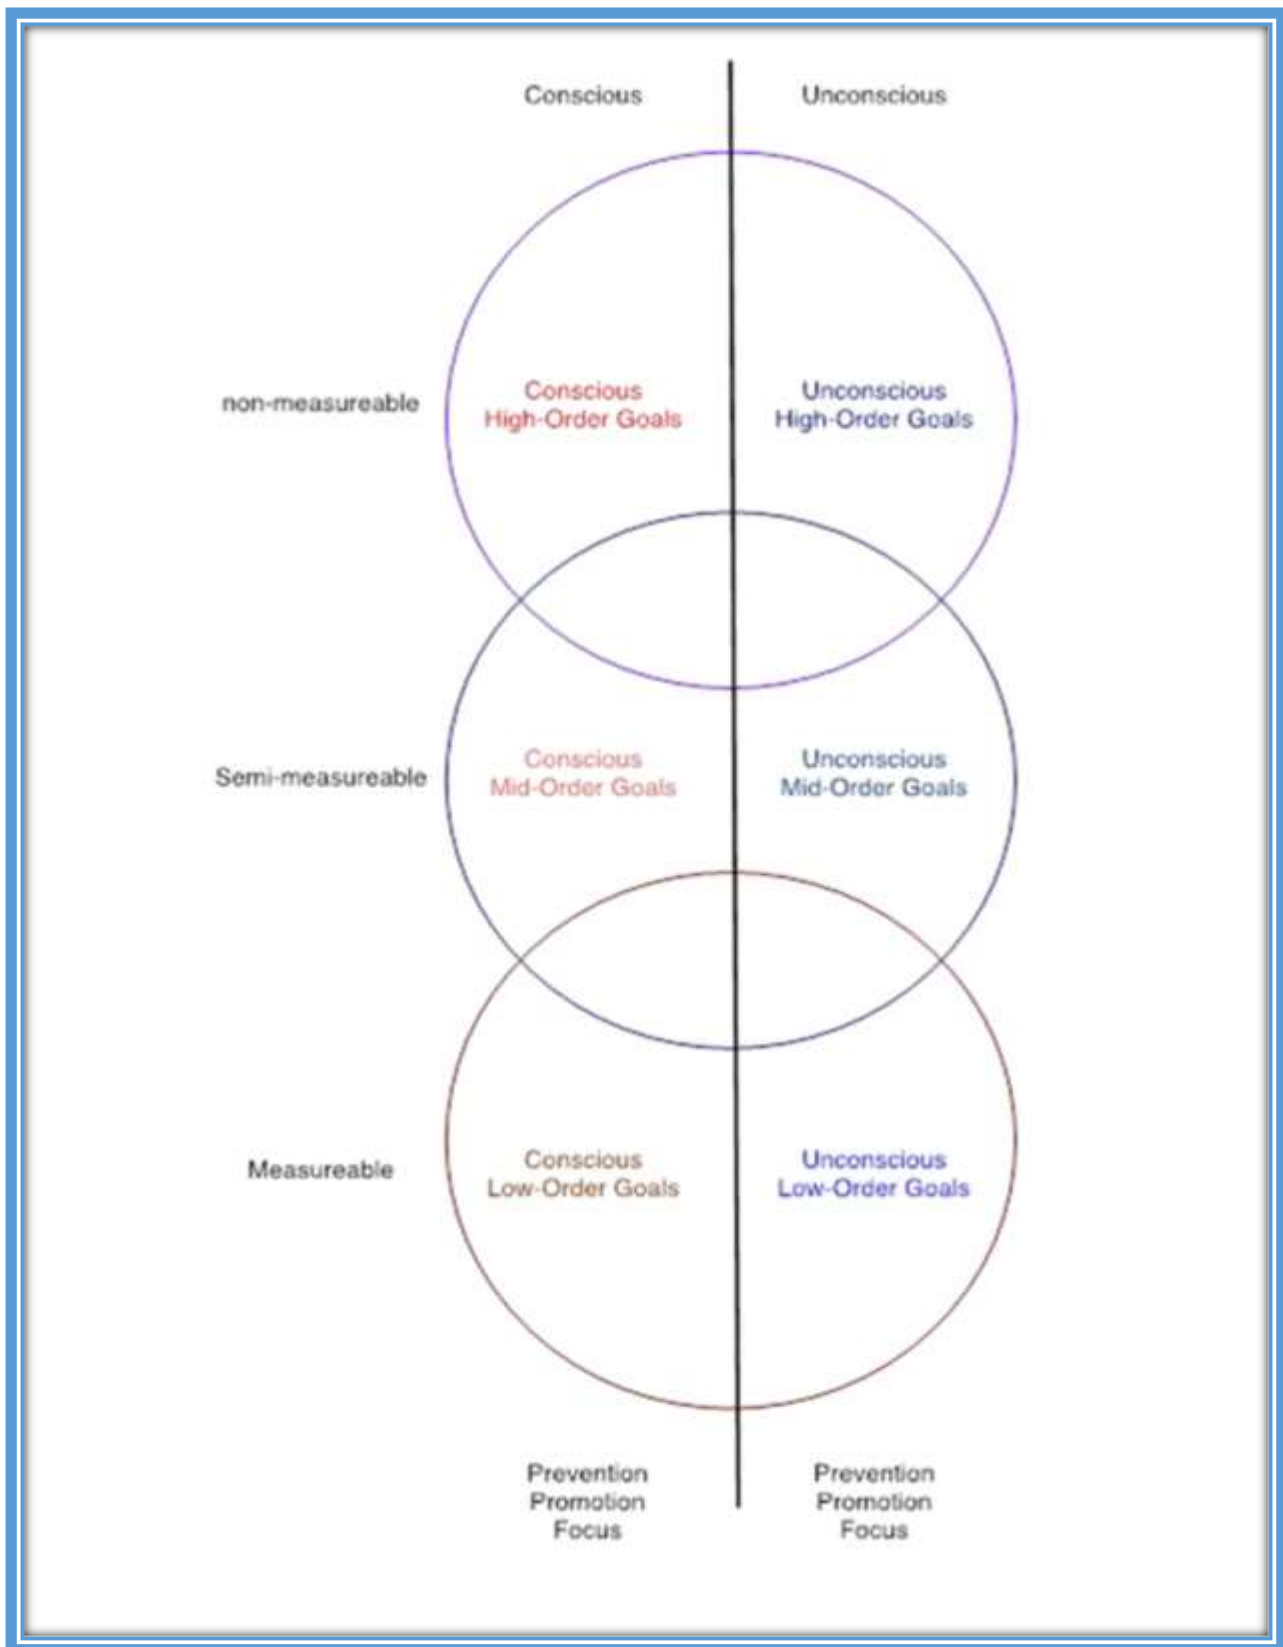 Conscious
Unconscious
non-measureable
Conscious
High-Order Goals
Unconscious
High-Order Goals
Semi-measureable
Conscious
Mid-Order Goals
Unconscious
Mid-Order Goals
Measureable
Conscious
Low-Order Goals
Unconscious
Low-Order Goals
Prevention
Promotion
Focus
Prevention
Promotion
Focus